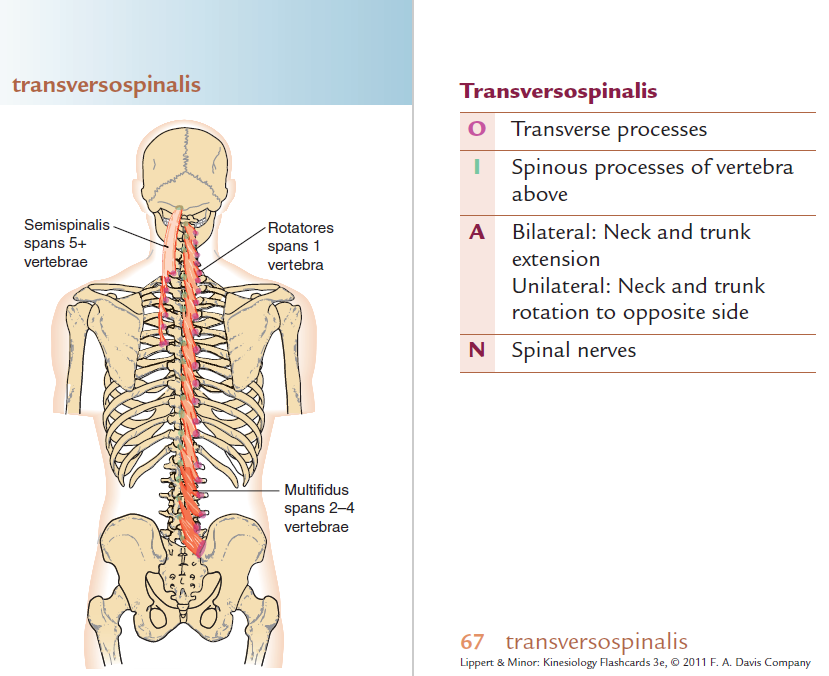 transversospinalis
Semispinalis
spans 5+
vertebrae
Rotatores
spans 1
vertebra
Multifidus
spans 2–4
vertebrae
Transversospinalis
O Transverse processes
I Spinous processes of vertebra
above
A Bilateral: Neck and trunk
extension
Unilateral: Neck and trunk
rotation to opposite side
N Spinal nerves
67 transversospinalis
Lippert & Minor: Kinesiology Flashcards 3e, © 2011 F. A. Davis Company